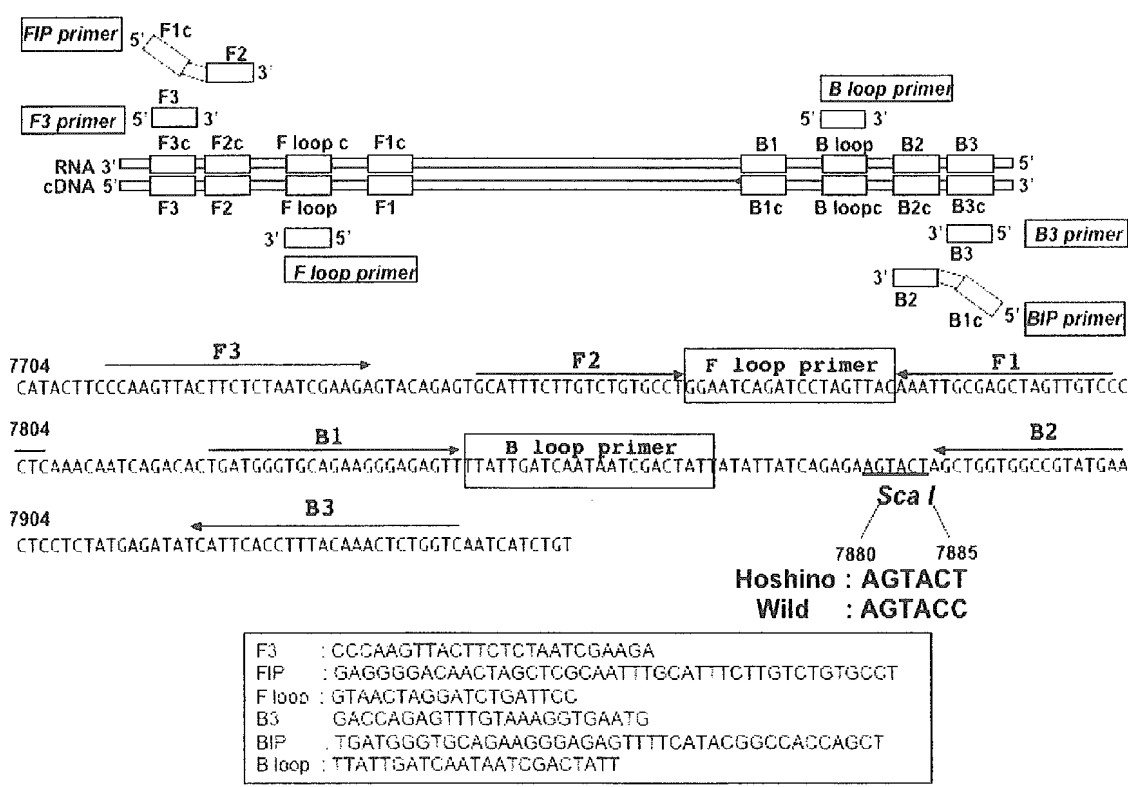 FIP primer 5' F1c F2 3'
F3 primer 5' F3 3'
B loop primer
5' 3'
F3c F2c F loop c F1c B1 B loop B2 B3
RNA 3' 5'
cDNA 5' 3'
F3 F2 F loop F1 B1c B loopc B2c B3c
3' 5' 3' 5' B3 primer
F loop primer B3
3' B2 B1c 5' BIP primer
7704 F3 F2 F loop primer F1
CATACTTCCCAAGTTACTTCTCTAATCGAAGAGTACAGAGTGCATTTCTTGTCTGTGCCTGGAATCAGATCCTAGTTACAAATTGCGAGCTAGTTGTCCC
7804 B1 B loop primer B2
CTCAAACAATCAGACACTGATGGGTGCAGAAGGGAGAGTTTTATTGATCAATAATCGACTATTATATTATCAGAGAAGTACTAGCTGGTGGCCGTATGAA
Sca I
7904 B3
CTCCTCTATGAGATATCATTCACCTTTACAAACTCTGGTCAATCATCTGT
7880 7885
Hoshino : AGTACT
Wild : AGTACC
F3 : CCCAAGTTACTTCTCTAATCGAAGA
FIP : GAGGGGACAACTAGCTCGCAATTTGCATTTCTTGTCTGTGCCT
F loop : GTAACTAGGATCTGATTCC
B3 GACCAGAGTTTGTAAAGGTGAATG
BIP : TGATGGGTGCAGAAGGGAGAGTTTTCATACGGCCACCAGCT
B loop : TTATTGATCAATAATCGACTATT